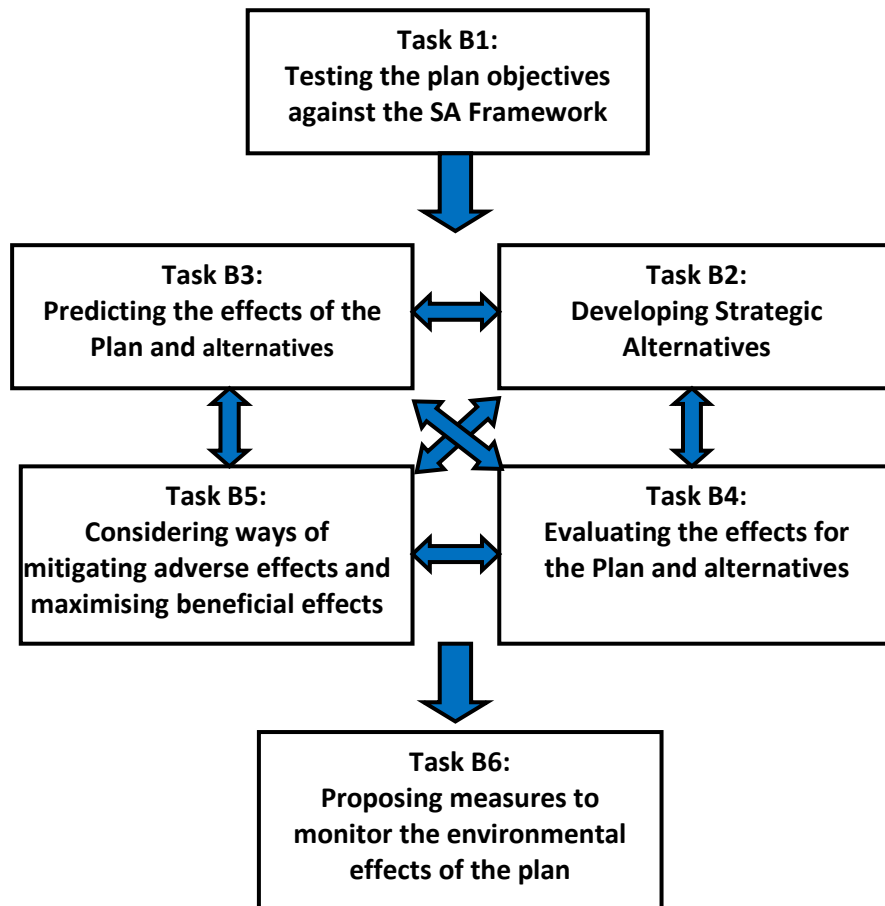 Task B1:
Testing the plan objectives
against the SA Framework
Task B3:
Predicting the effects of the
Plan and alternatives
Task B2:
Developing Strategic
Alternatives
Task B5:
Considering ways of
mitigating adverse effects and
maximising beneficial effects
Task B4:
Evaluating the effects for
the Plan and alternatives
Task B6:
Proposing measures to
monitor the environmental
effects of the plan